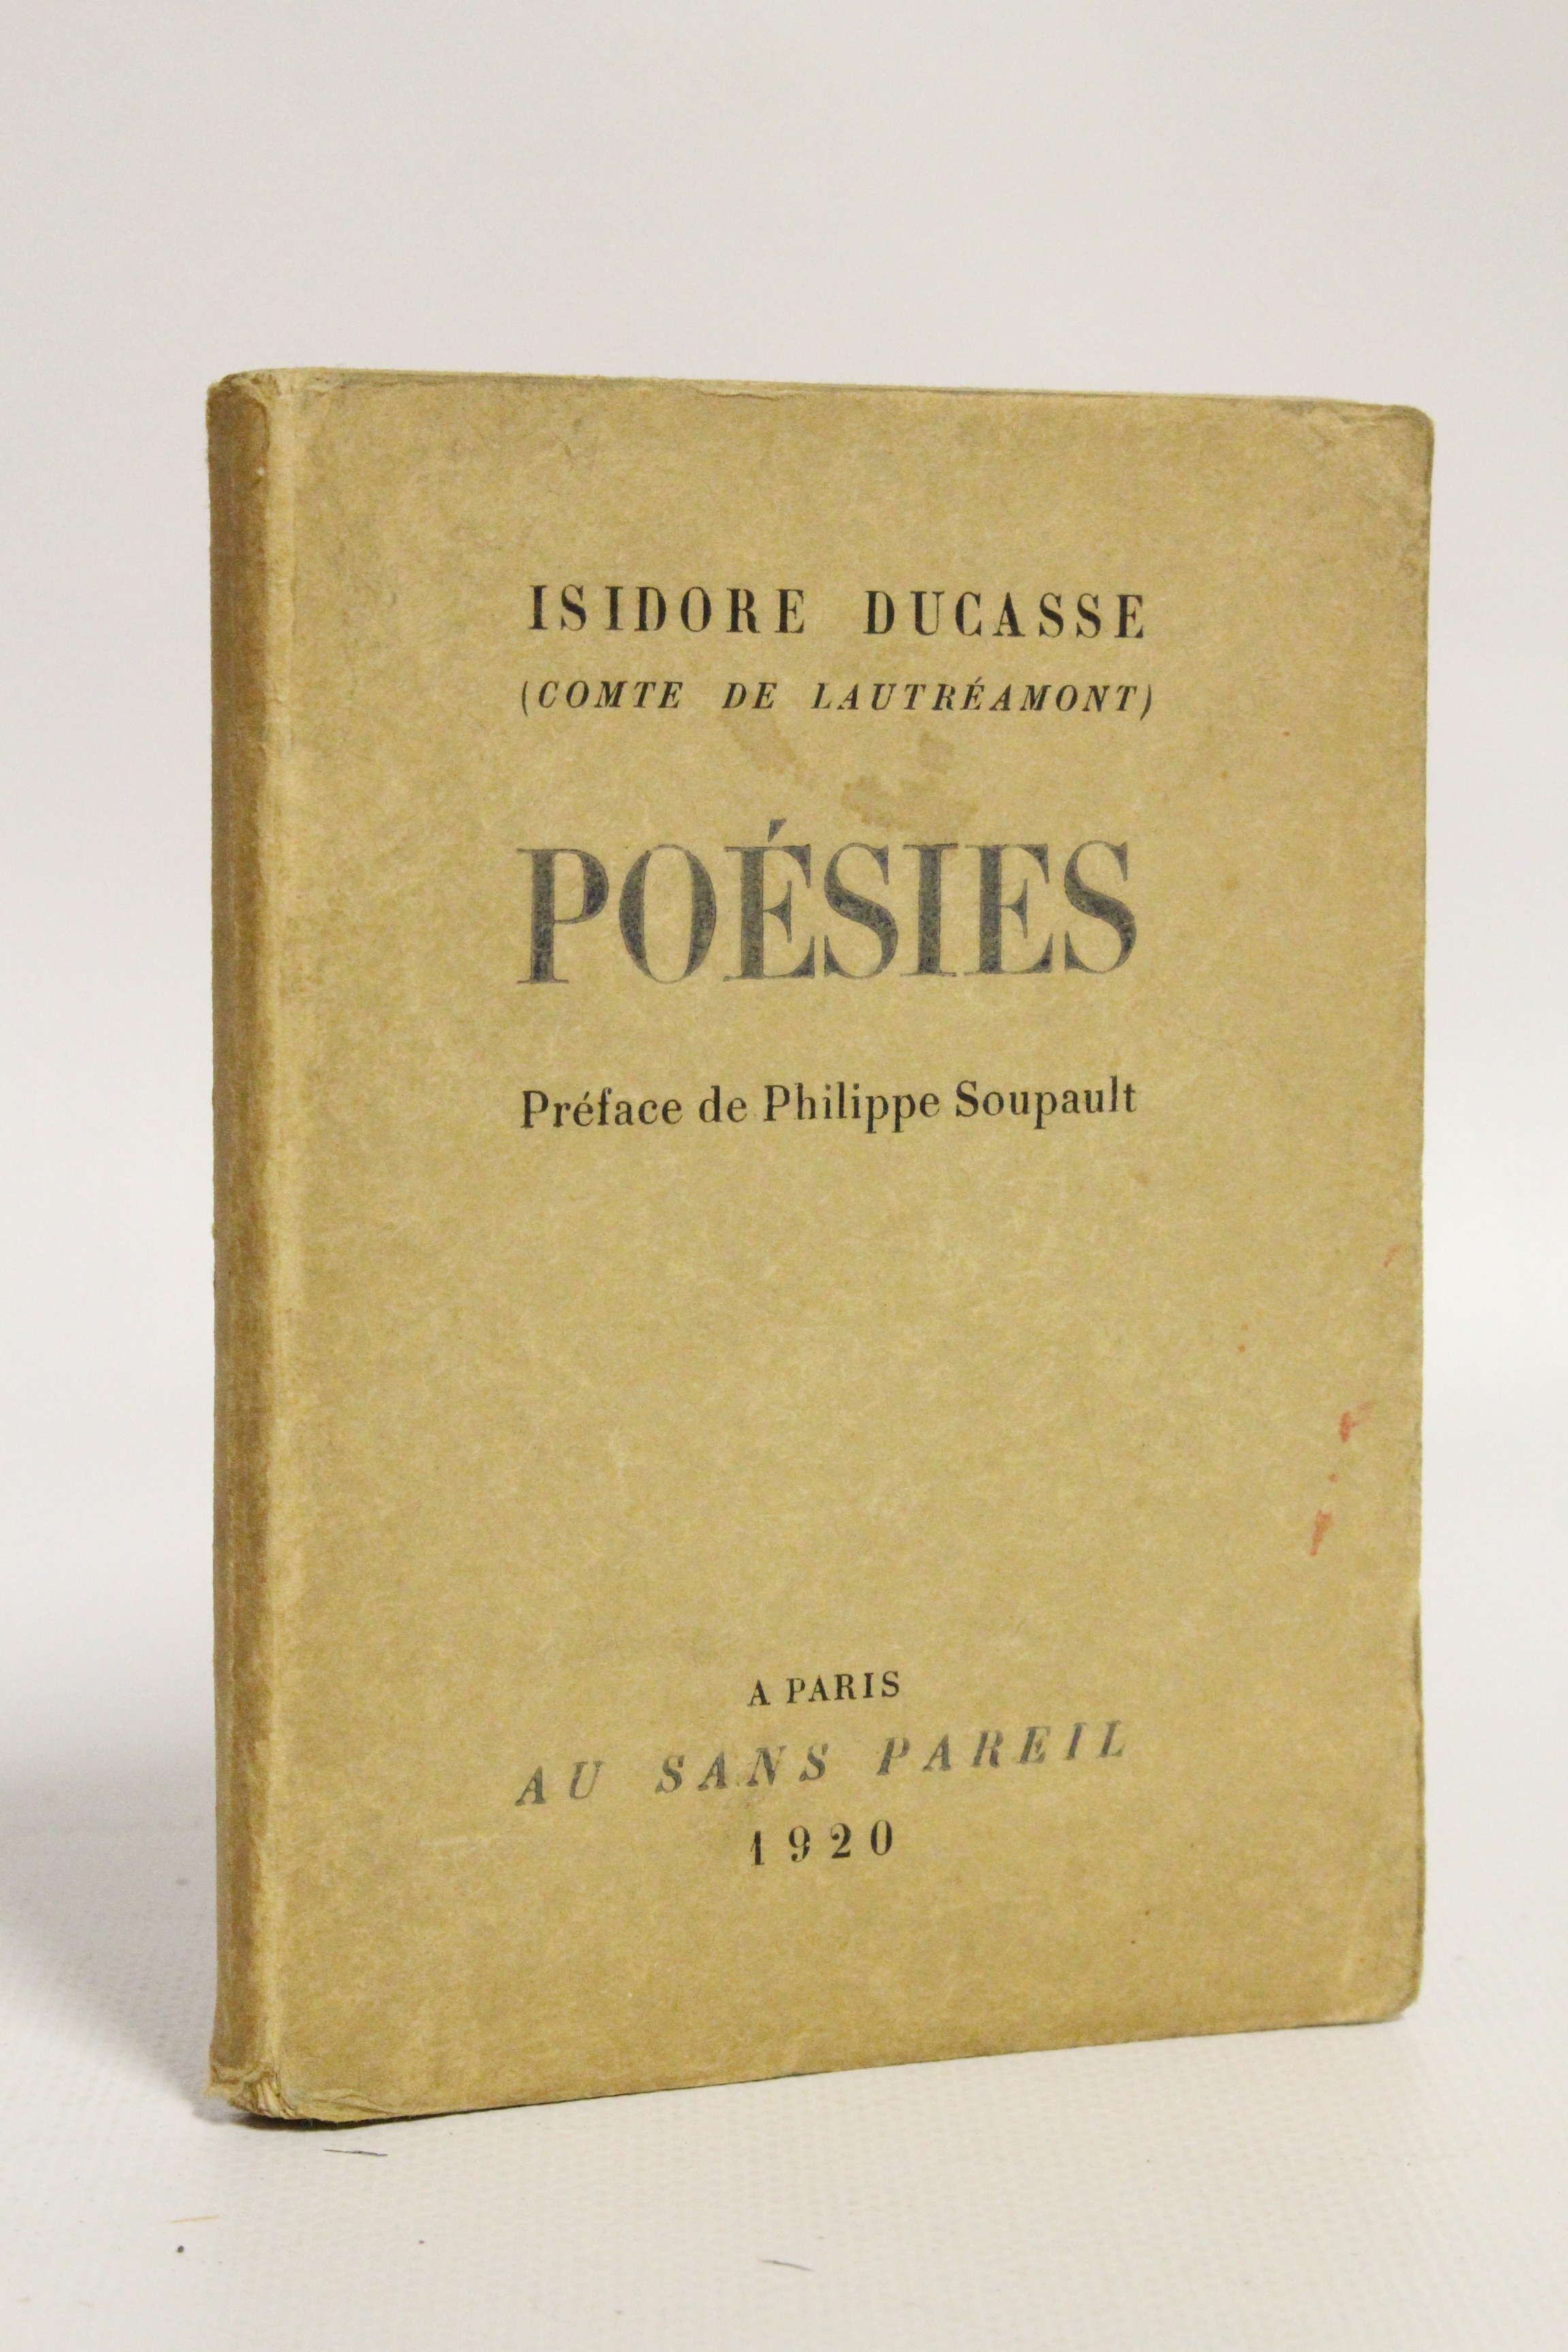 ISIDORE DUCASSE
(COMTE DE LAUTRÉAMONT)
POÉSIES
Préface de Philippe Soupault
A PARIS
AU SANS PAREIL
1920